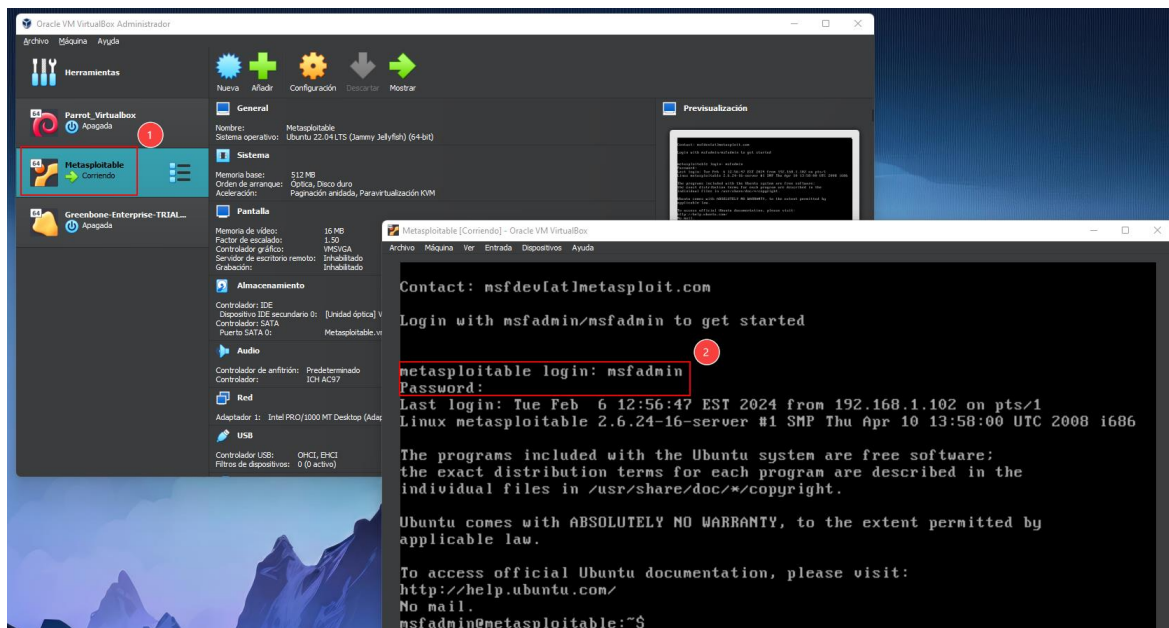 Oracle VM VirtualBox Administrador
Archivo Máquina Ayuda
Herramientas
Nueva Añadir Configuración Descartar Mostrar
64
Parrot_Virtualbox
Apagada
1
64
Metasploitable
Corriendo
64
Greenbone-Enterprise-TRIAL...
Apagada
General
Nombre: Metasploitable
Sistema operativo: Ubuntu 22.04 LTS (Jammy Jellyfish) (64-bit)
Sistema
Memoria base: 512 MB
Orden de arranque: Óptica, Disco duro
Aceleración: Paginación anidada, Paravirtualización KVM
Pantalla
Memoria de vídeo: 16 MB
Factor de escalado: 1.50
Controlador gráfico: VMSVGA
Servidor de escritorio remoto: Inhabilitado
Grabación: Inhabilitado
Almacenamiento
Controlador: IDE
Dispositivo IDE secundario 0: [Unidad óptica] V
Controlador: SATA
Puerto SATA 0: Metasploitable.v
Audio
Controlador de anfitrión: Predeterminado
Controlador: ICH AC97
Red
Adaptador 1: Intel PRO/1000 MT Desktop (Adap
USB
Controlador USB: OHCI, EHCI
Filtros de dispositivos: 0 (0 activo)
Previsualización
Metasploitable [Corriendo] - Oracle VM VirtualBox
Archivo Máquina Ver Entrada Dispositivos Ayuda
Contact: msfdev[at]metasploit.com
Login with msfadmin/msfadmin to get started
2
metasploitable login: msfadmin
Password:
Last login: Tue Feb 6 12:56:47 EST 2024 from 192.168.1.102 on pts/1
Linux metasploitable 2.6.24-16-server #1 SMP Thu Apr 10 13:58:00 UTC 2008 i686
The programs included with the Ubuntu system are free software;
the exact distribution terms for each program are described in the
individual files in /usr/share/doc/*/copyright.
Ubuntu comes with ABSOLUTELY NO WARRANTY, to the extent permitted by
applicable law.
To access official Ubuntu documentation, please visit:
http://help.ubuntu.com/
No mail.
msfadmin@metasploitable:~$